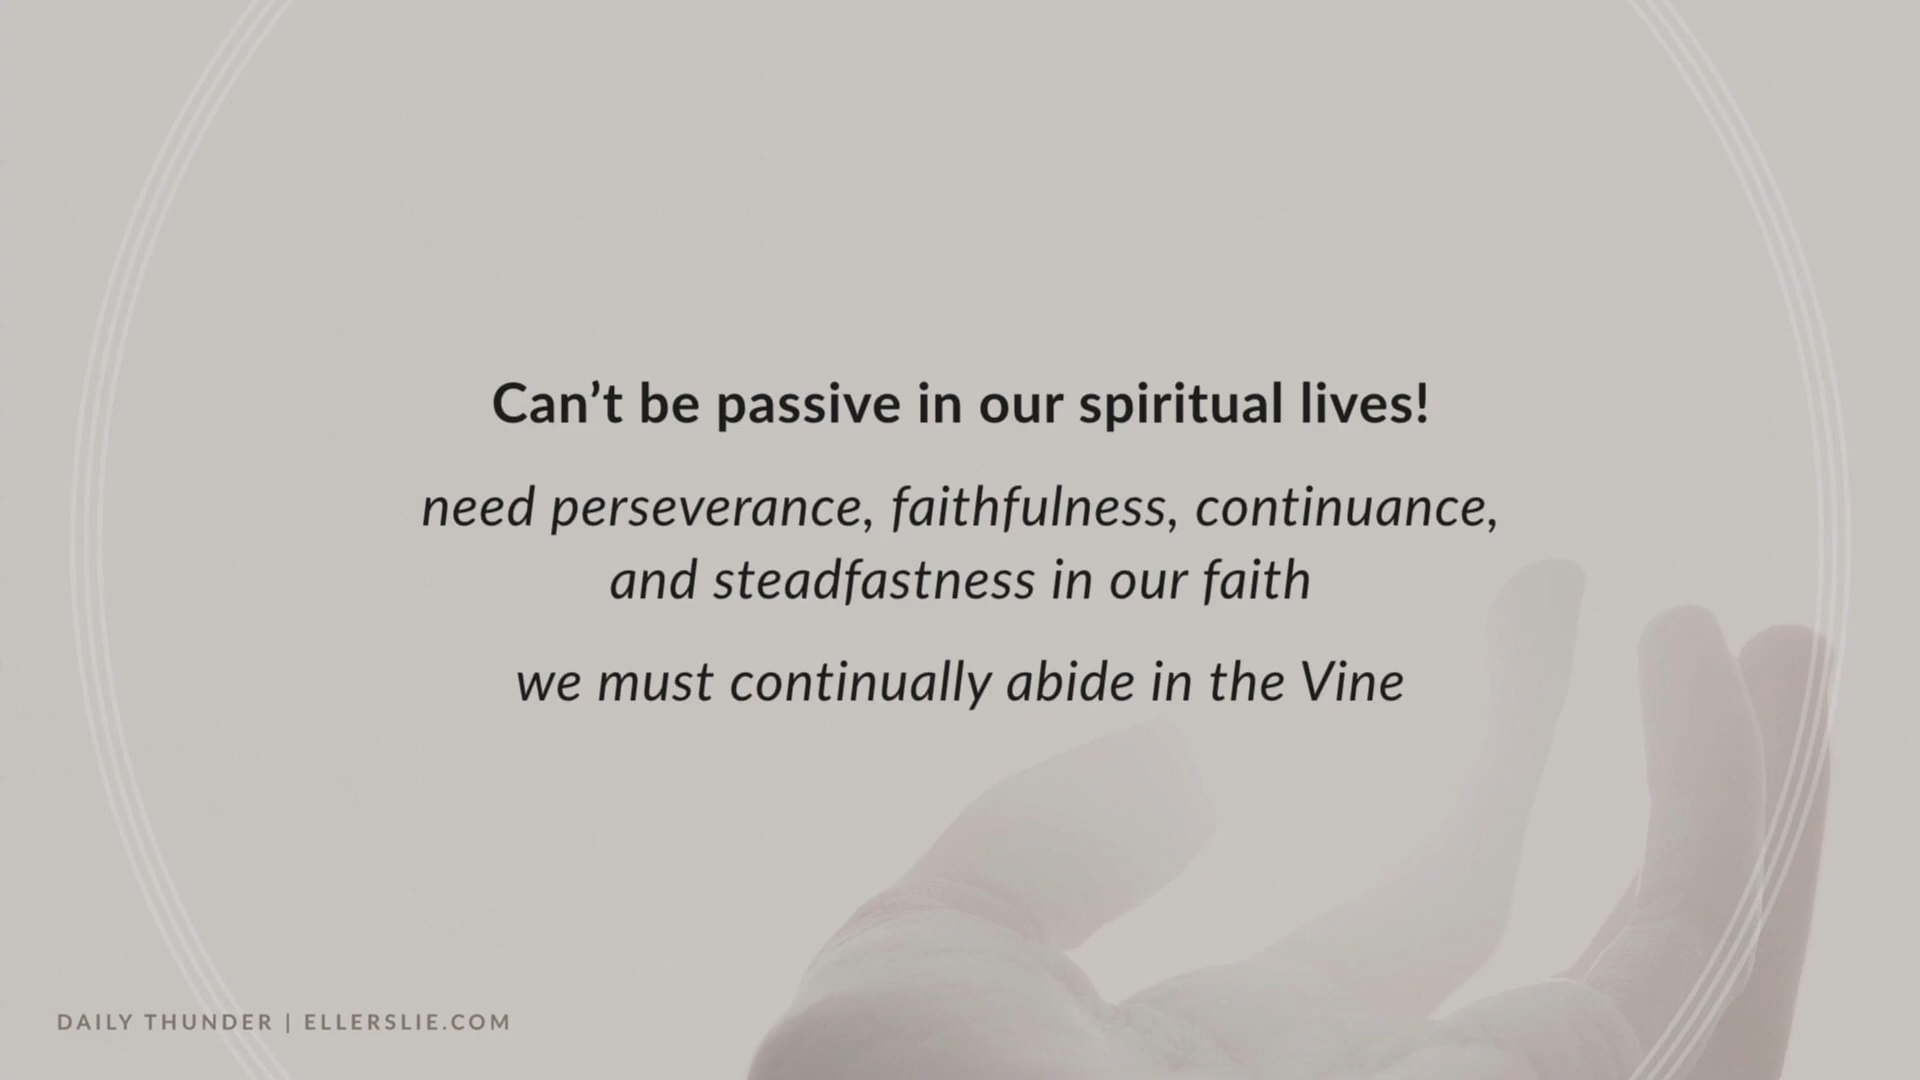 Can’t be passive in our spiritual lives!
need perseverance, faithfulness, continuance,
and steadfastness in our faith
we must continually abide in the Vine
DAILY THUNDER | ELLERSLIE.COM